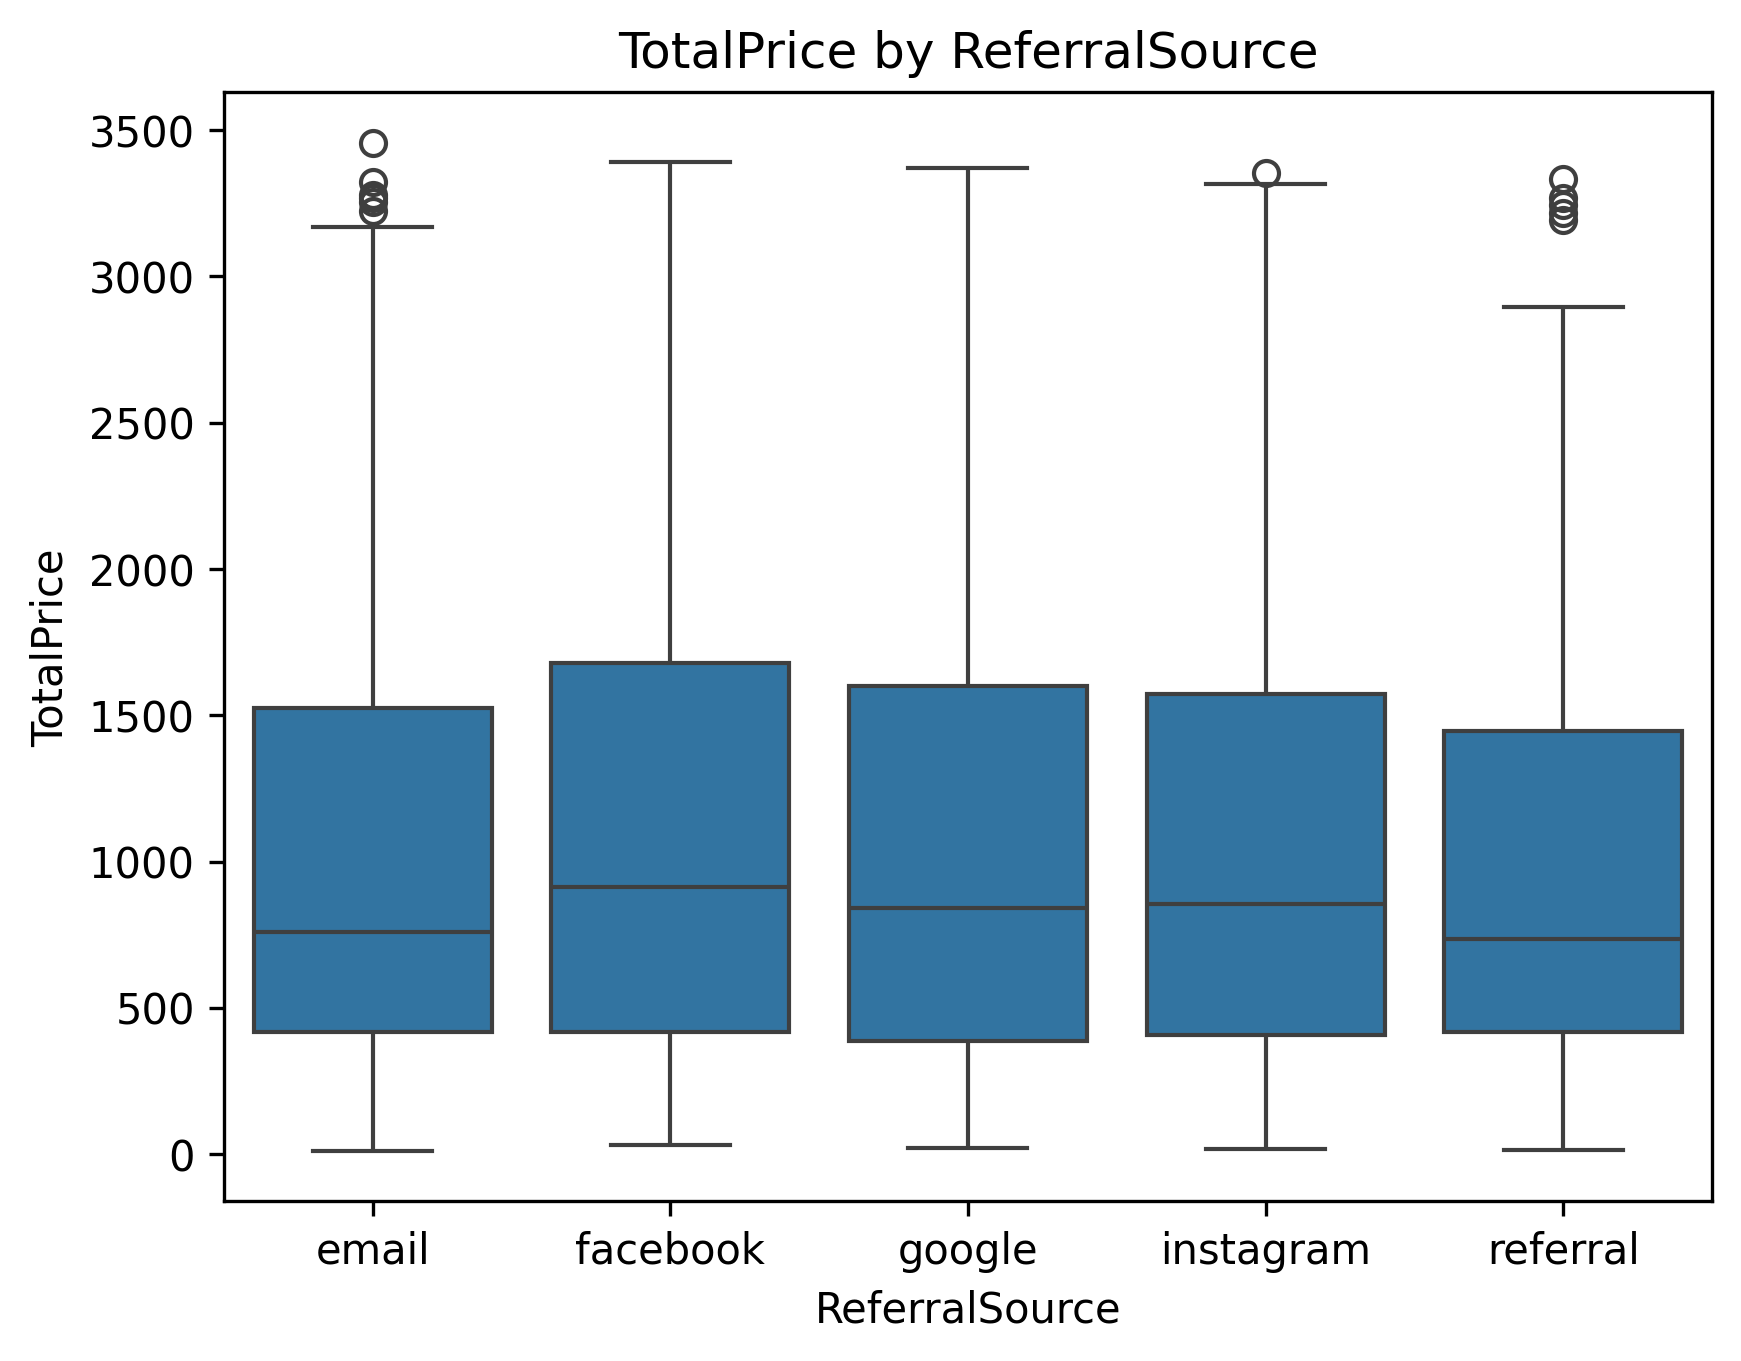 TotalPrice by ReferralSource
3500
3000
2500
2000
1500
1000
500
0
TotalPrice
email facebook google instagram referral
ReferralSource